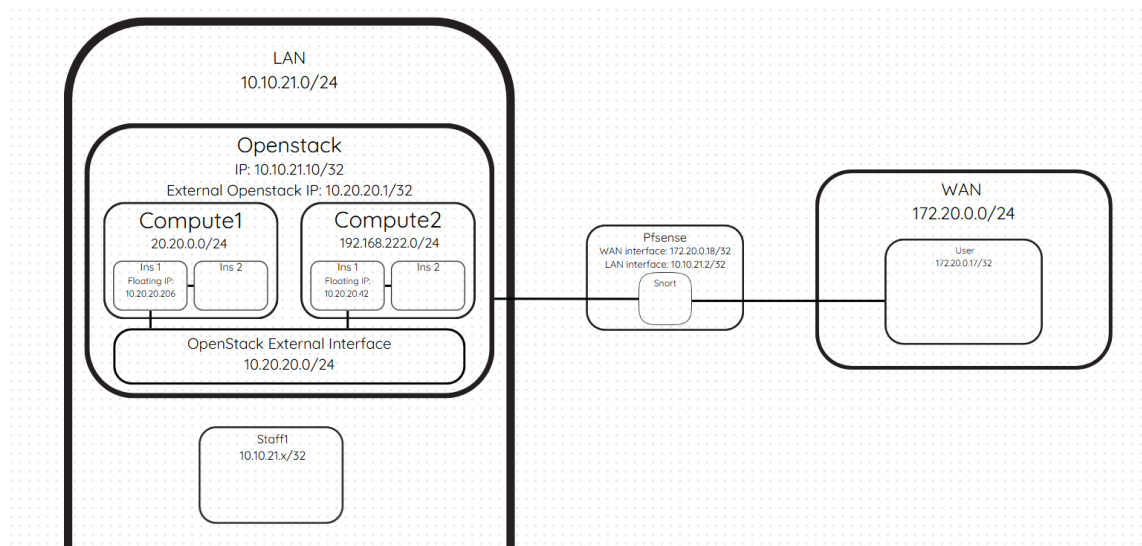 LAN
10.10.21.0/24
Openstack
IP: 10.10.21.10/32
External Openstack IP: 10.20.20.1/32
Compute1
20.20.0.0/24
Ins 1
Floating IP:
10.20.20.206
Ins 2
Compute2
192.168.222.0/24
Ins 1
Floating IP:
10.20.20.42
Ins 2
OpenStack External Interface
10.20.20.0/24
Staff1
10.10.21.x/32
Pfsense
WAN interface: 172.20.0.18/32
LAN interface: 10.10.21.2/32
Snort
WAN
172.20.0.0/24
User
172.20.0.17/32